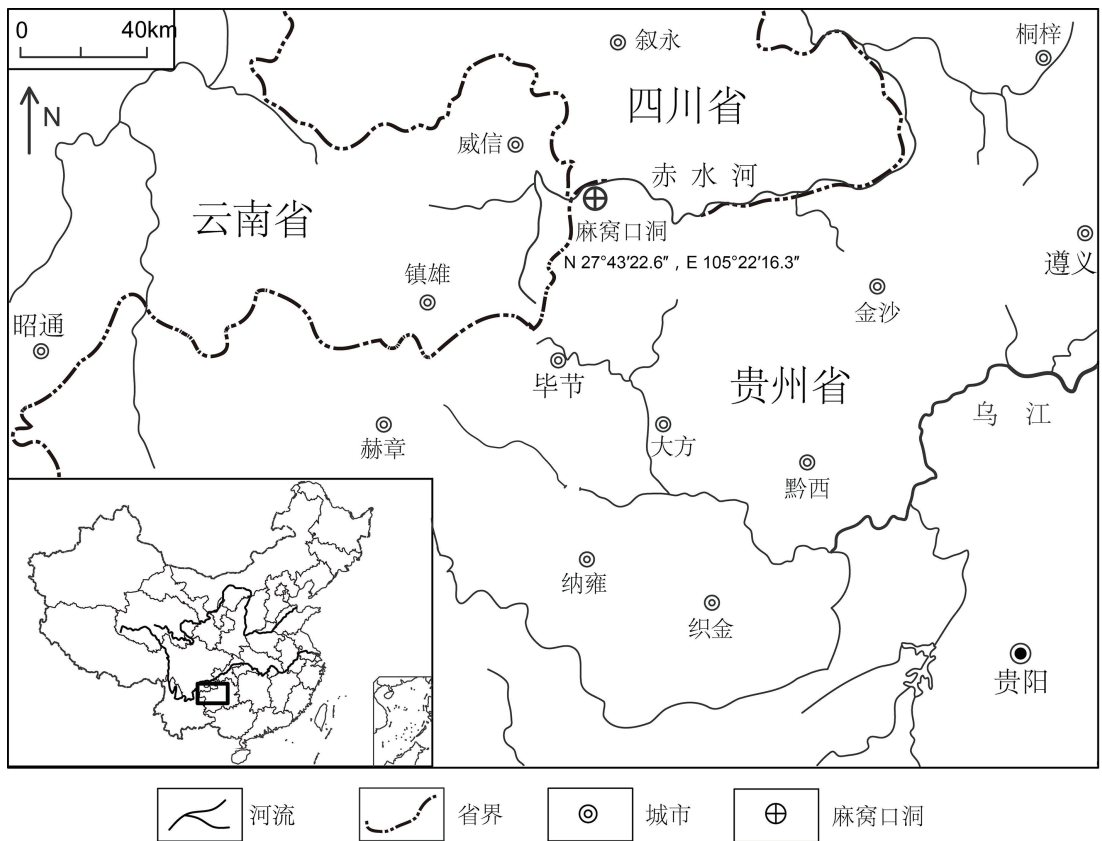 0 40km
N
叙永
桐梓
四川省
威信
赤水河
云南省
麻窝口洞
N 27°43′22.6″ , E 105°22′16.3″
镇雄
遵义
金沙
昭通
毕节
贵州省
乌江
赫章
大方
黔西
纳雍
织金
贵阳
河流 省界 城市 麻窝口洞